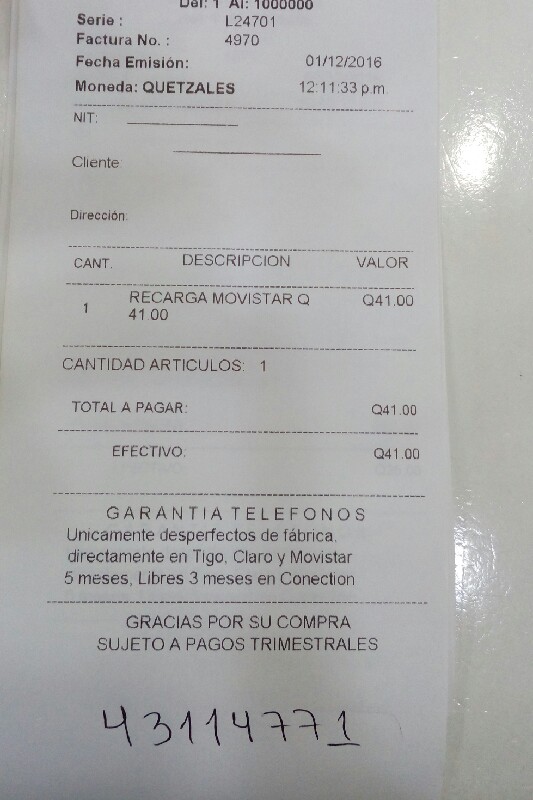 Del: 1 Al: 1000000
Serie : L24701
Factura No. : 4970
Fecha Emisión: 01/12/2016
Moneda: QUETZALES 12:11:33 p.m.
NIT:
Cliente:
Dirección:
CANT. DESCRIPCION VALOR
1 RECARGA MOVISTAR Q Q41.00
41.00
CANTIDAD ARTICULOS: 1
TOTAL A PAGAR: Q41.00
EFECTIVO: Q41.00
GARANTIA TELEFONOS
Unicamente desperfectos de fábrica,
directamente en Tigo, Claro y Movistar
5 meses, Libres 3 meses en Conection
GRACIAS POR SU COMPRA
SUJETO A PAGOS TRIMESTRALES
43114771